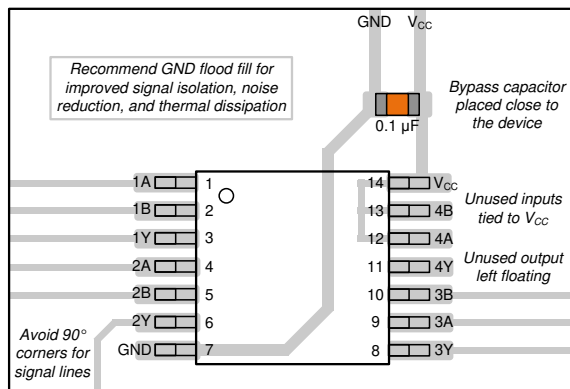 GND VCC
Recommend GND flood fill for
improved signal isolation, noise
reduction, and thermal dissipation
Bypass capacitor
placed close to
the device
0.1 µF
1A 1 14 VCC
1B 2 13 4B
1Y 3 12 4A
2A 4 11 4Y
2B 5 10 3B
2Y 6 9 3A
GND 7 8 3Y
Unused inputs
tied to VCC
Unused output
left floating
Avoid 90°
corners for
signal lines